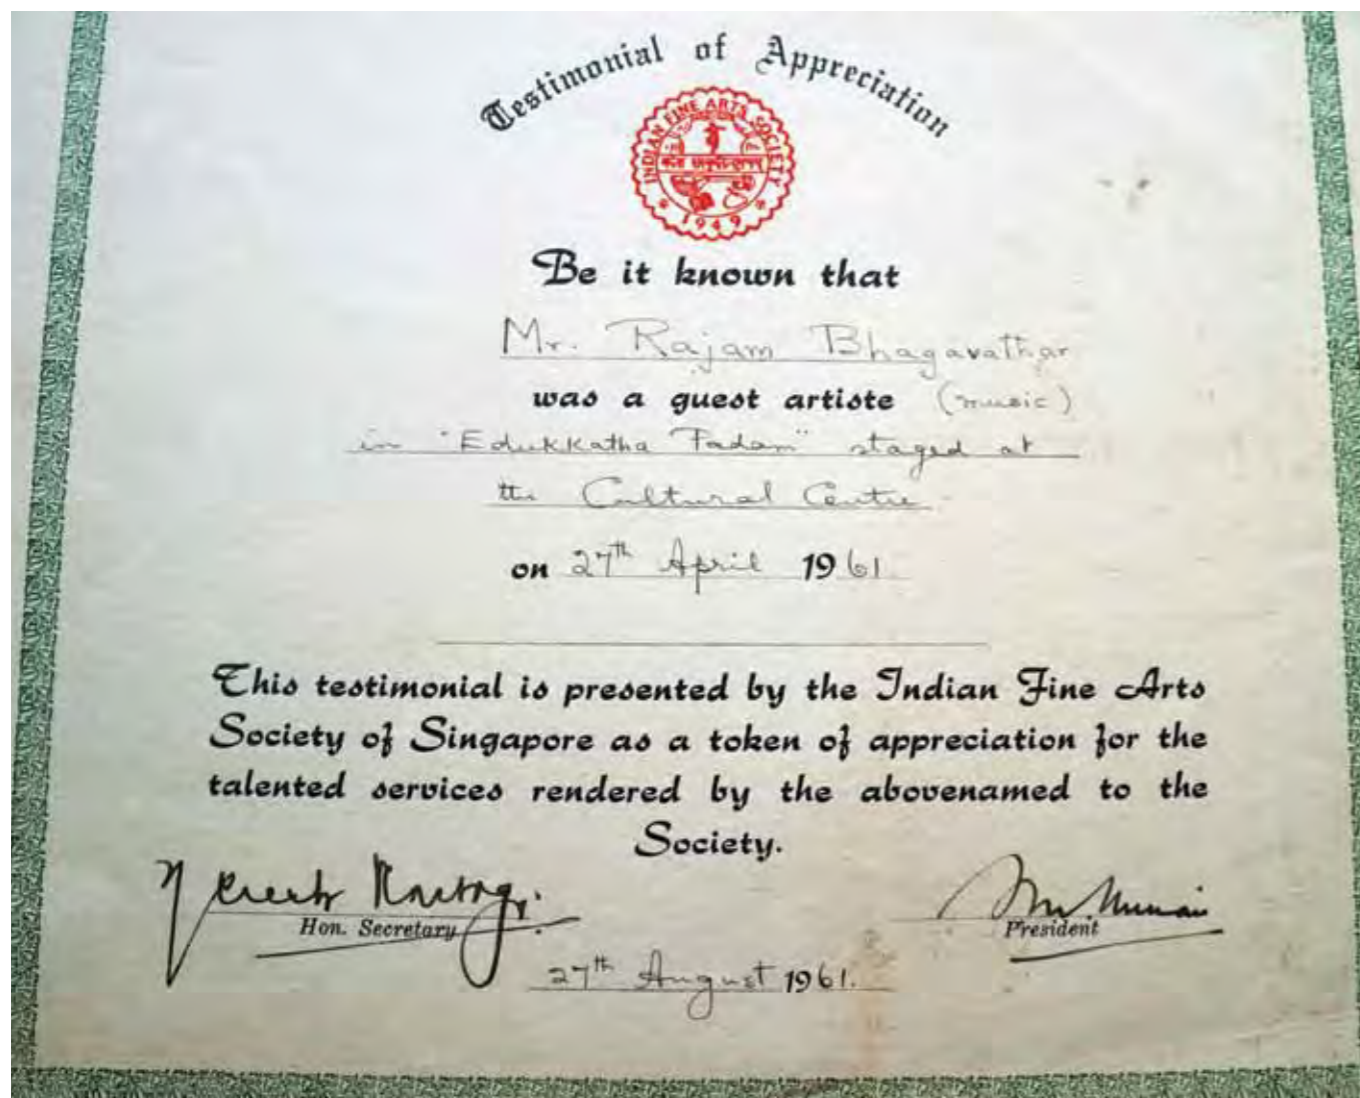 Testimonial of Appreciation
INDIAN FINE ARTS SOCIETY
1949
Be it known that
Mr. Rajam Bhagavathar
was a guest artiste (music)
in "Edukkatha Padam" staged at
the Cultural Centre.
on 27th April 1961.
This testimonial is presented by the Indian Fine Arts
Society of Singapore as a token of appreciation for the
talented services rendered by the abovenamed to the
Society.
Hon. Secretary
President
27th August 1961.